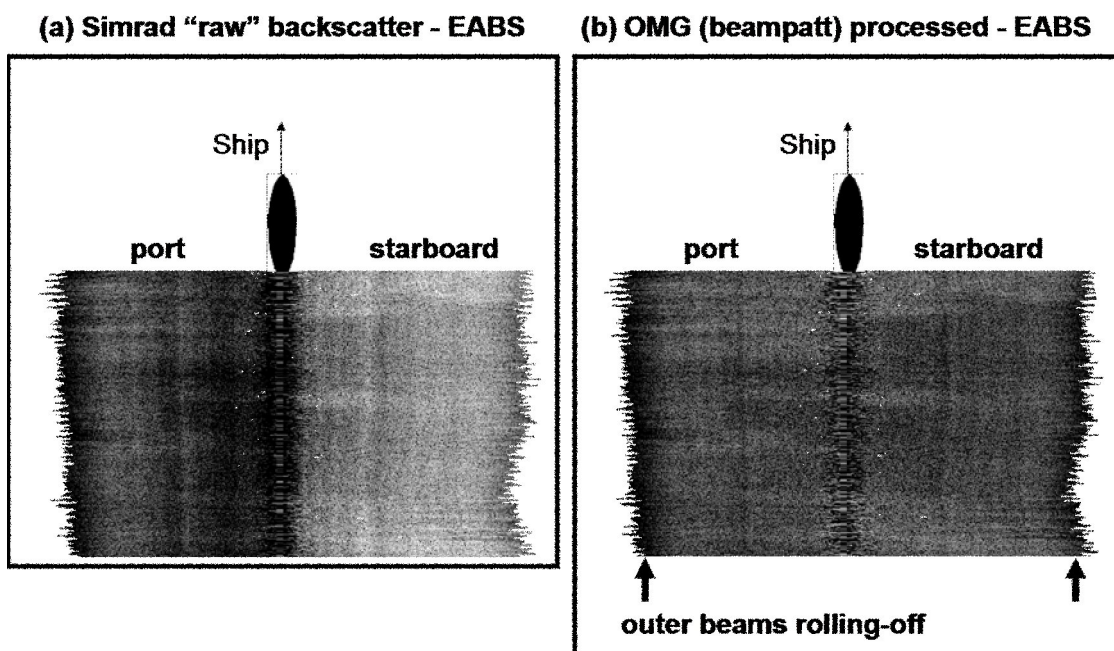 (a) Simrad “raw” backscatter - EABS
(b) OMG (beampatt) processed - EABS
Ship
port
starboard
Ship
port
starboard
outer beams rolling-off